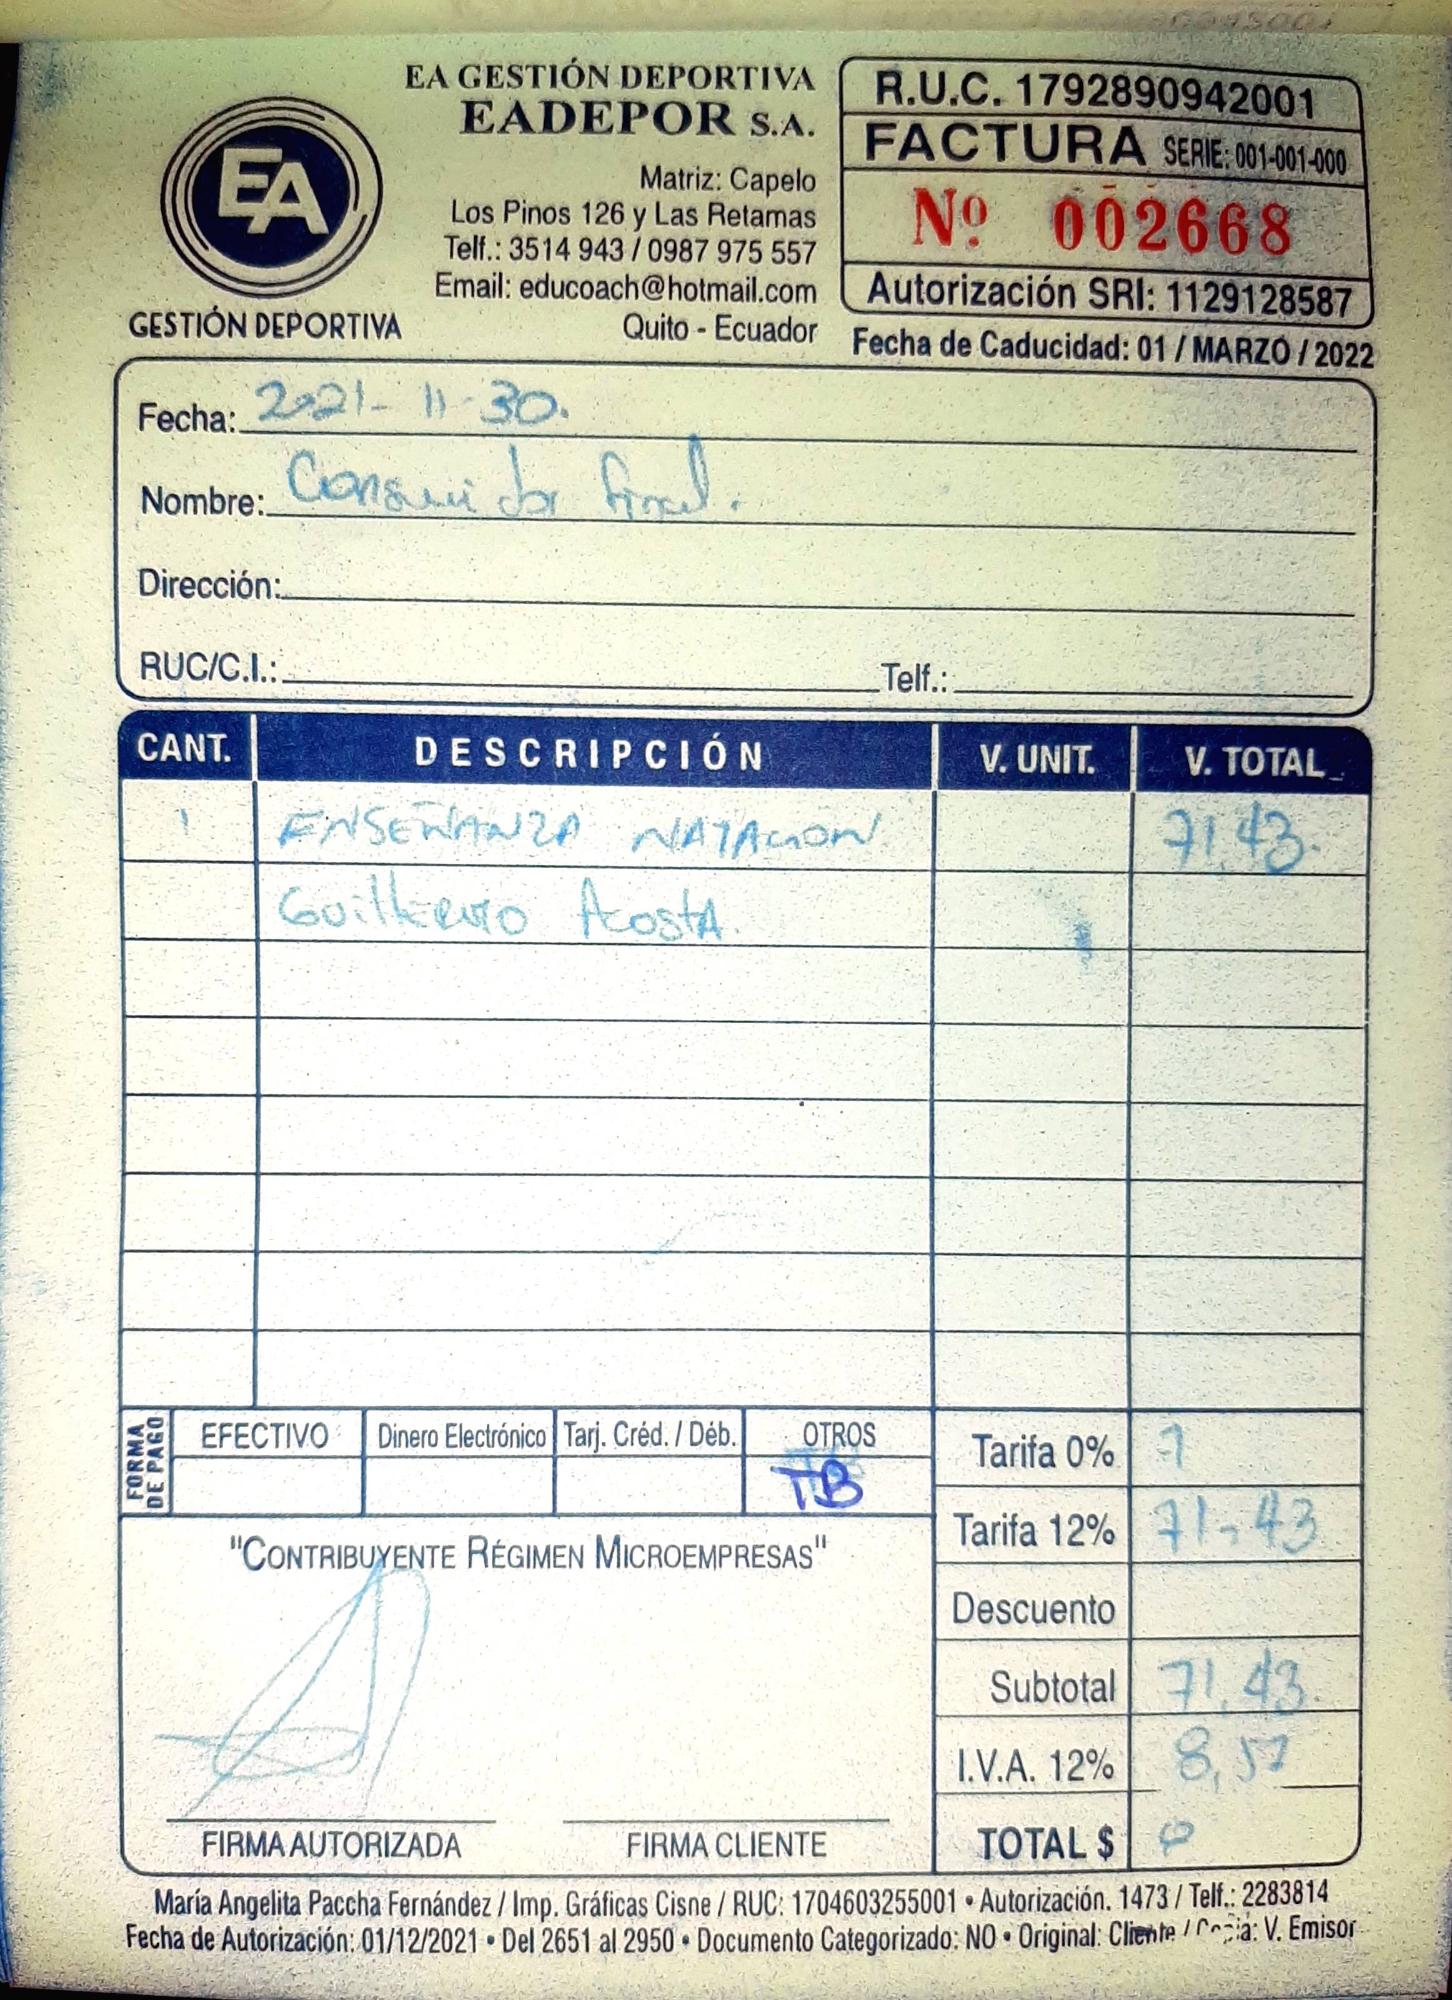 EA GESTIÓN DEPORTIVA
EADEPOR S.A.
EA
GESTIÓN DEPORTIVA
Matriz: Capelo
Los Pinos 126 y Las Retamas
Telf.: 3514 943 / 0987 975 557
Email: educoach@hotmail.com
Quito - Ecuador
R.U.C. 1792890942001
FACTURA SERIE: 001-001-000
Nº 002668
Autorización SRI: 1129128587
Fecha de Caducidad: 01 / MARZO / 2022
Fecha: 2021-11-30.
Nombre: Consumidor final.
Dirección:
RUC/C.I.: Telf.:
CANT. DESCRIPCIÓN V. UNIT. V. TOTAL
1 ENSEÑANZA NATACIÓN 71,43.
Guillermo Acosta.
FORMA DE PAGO EFECTIVO Dinero Electrónico Tarj. Créd. / Déb. OTROS
TB
Tarifa 0%
Tarifa 12% 71,43
Descuento
Subtotal 71,43.
I.V.A. 12% 8,57
TOTAL $
"CONTRIBUYENTE RÉGIMEN MICROEMPRESAS"
FIRMA AUTORIZADA FIRMA CLIENTE
María Angelita Paccha Fernández / Imp. Gráficas Cisne / RUC: 1704603255001 • Autorización. 1473 / Telf.: 2283814
Fecha de Autorización: 01/12/2021 • Del 2651 al 2950 • Documento Categorizado: NO • Original: Cliente / Copia: V. Emisor